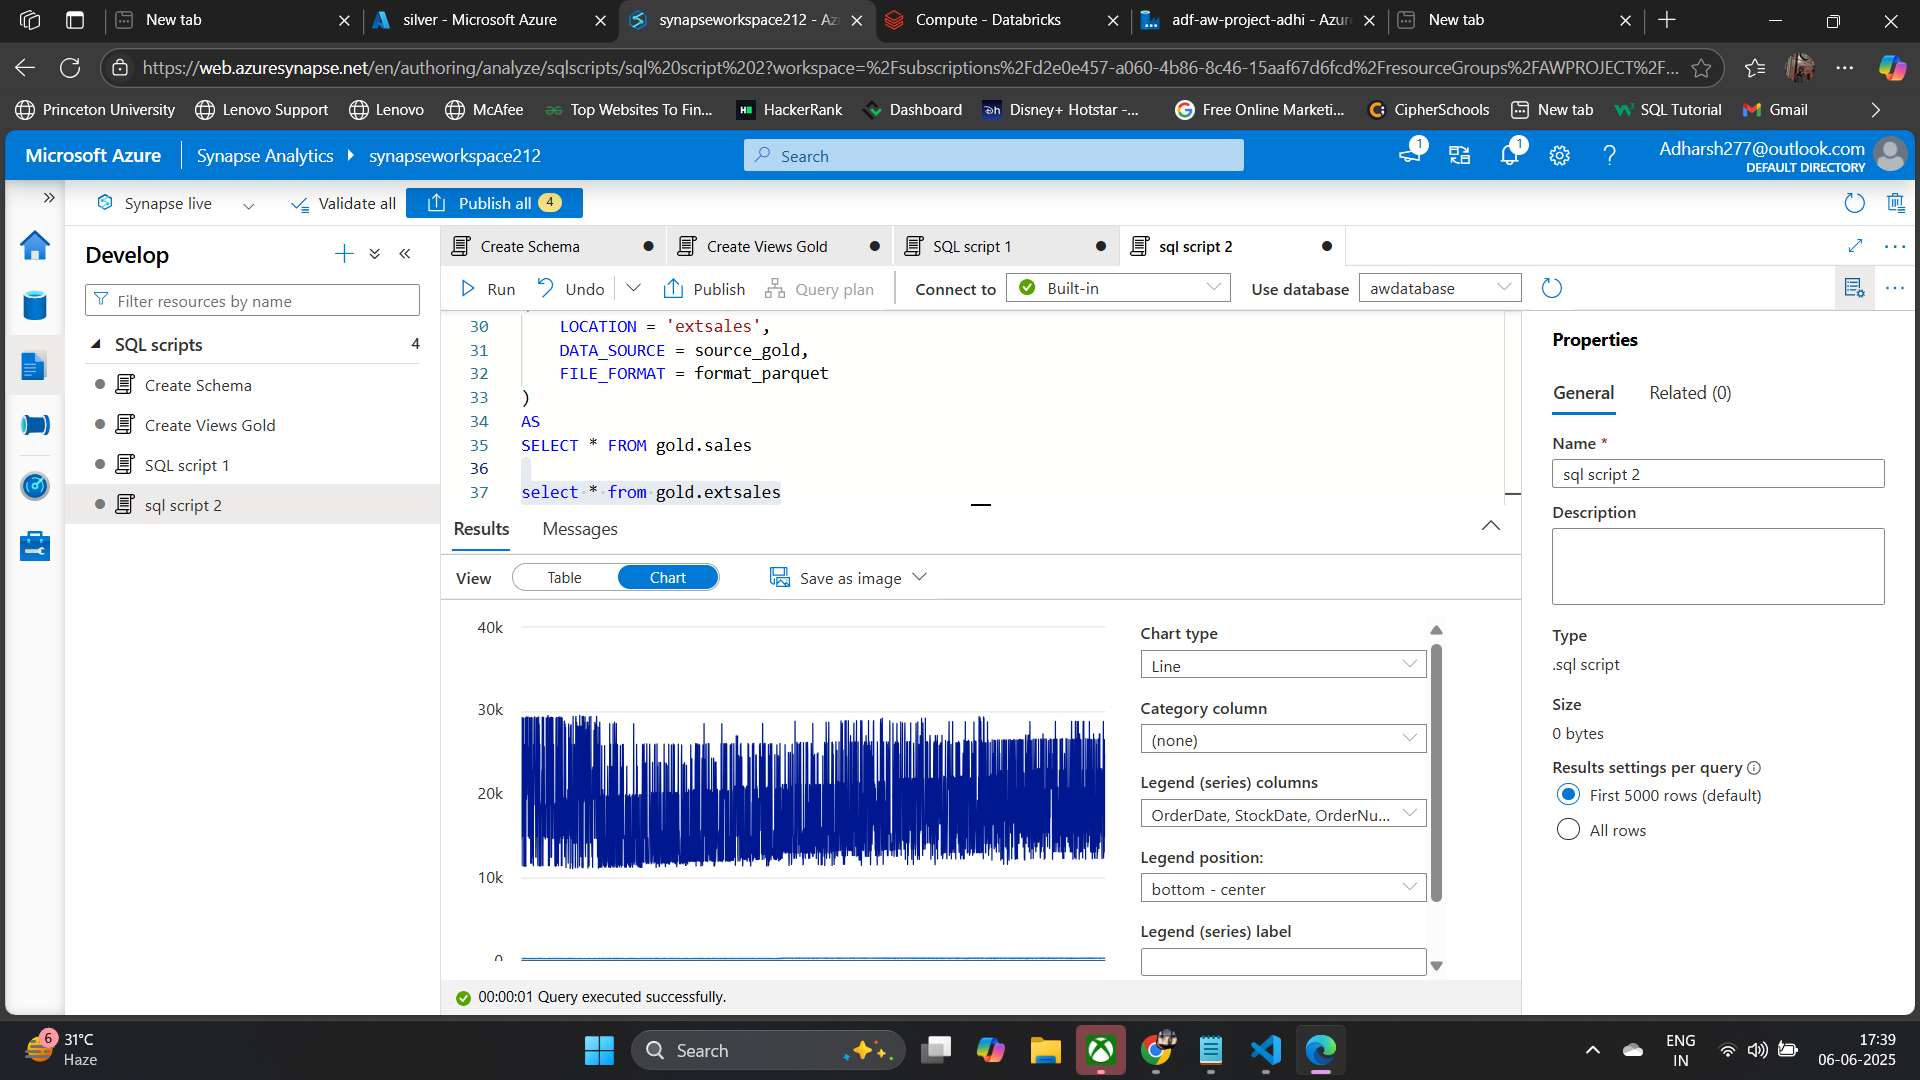 New tab
silver - Microsoft Azure
synapseworkspace212 - Az
Compute - Databricks
adf-aw-project-adhi - Azur
New tab
https://web.azuresynapse.net/en/authoring/analyze/sqlscripts/sql%20script%202?workspace=%2Fsubscriptions%2Fd2e0e457-a060-4b86-8c46-15aaf67d6fcd%2FresourceGroups%2FAWPROJECT%2F...
Princeton University
Lenovo Support
Lenovo
McAfee
Top Websites To Fin...
HackerRank
Dashboard
Disney+ Hotstar -...
Free Online Marketi...
CipherSchools
New tab
SQL Tutorial
Gmail
Microsoft Azure
Synapse Analytics
synapseworkspace212
Search
1
1
Adharsh277@outlook.com
DEFAULT DIRECTORY
Synapse live
Validate all
Publish all 4
Develop
Filter resources by name
SQL scripts 4
Create Schema
Create Views Gold
SQL script 1
sql script 2
Create Schema
Create Views Gold
SQL script 1
sql script 2
Run
Undo
Publish
Query plan
Connect to
Built-in
Use database
awdatabase
30 LOCATION = 'extsales',
31 DATA_SOURCE = source_gold,
32 FILE_FORMAT = format_parquet
33 )
34 AS
35 SELECT * FROM gold.sales
36
37 select * from gold.extsales
Results
Messages
View
Table
Chart
Save as image
40k
30k
20k
10k
0
Chart type
Line
Category column
(none)
Legend (series) columns
OrderDate, StockDate, OrderNu...
Legend position:
bottom - center
Legend (series) label
00:00:01 Query executed successfully.
Properties
General
Related (0)
Name *
sql script 2
Description
Type
.sql script
Size
0 bytes
Results settings per query
First 5000 rows (default)
All rows
6
31°C
Haze
Search
ENG
IN
17:39
06-06-2025